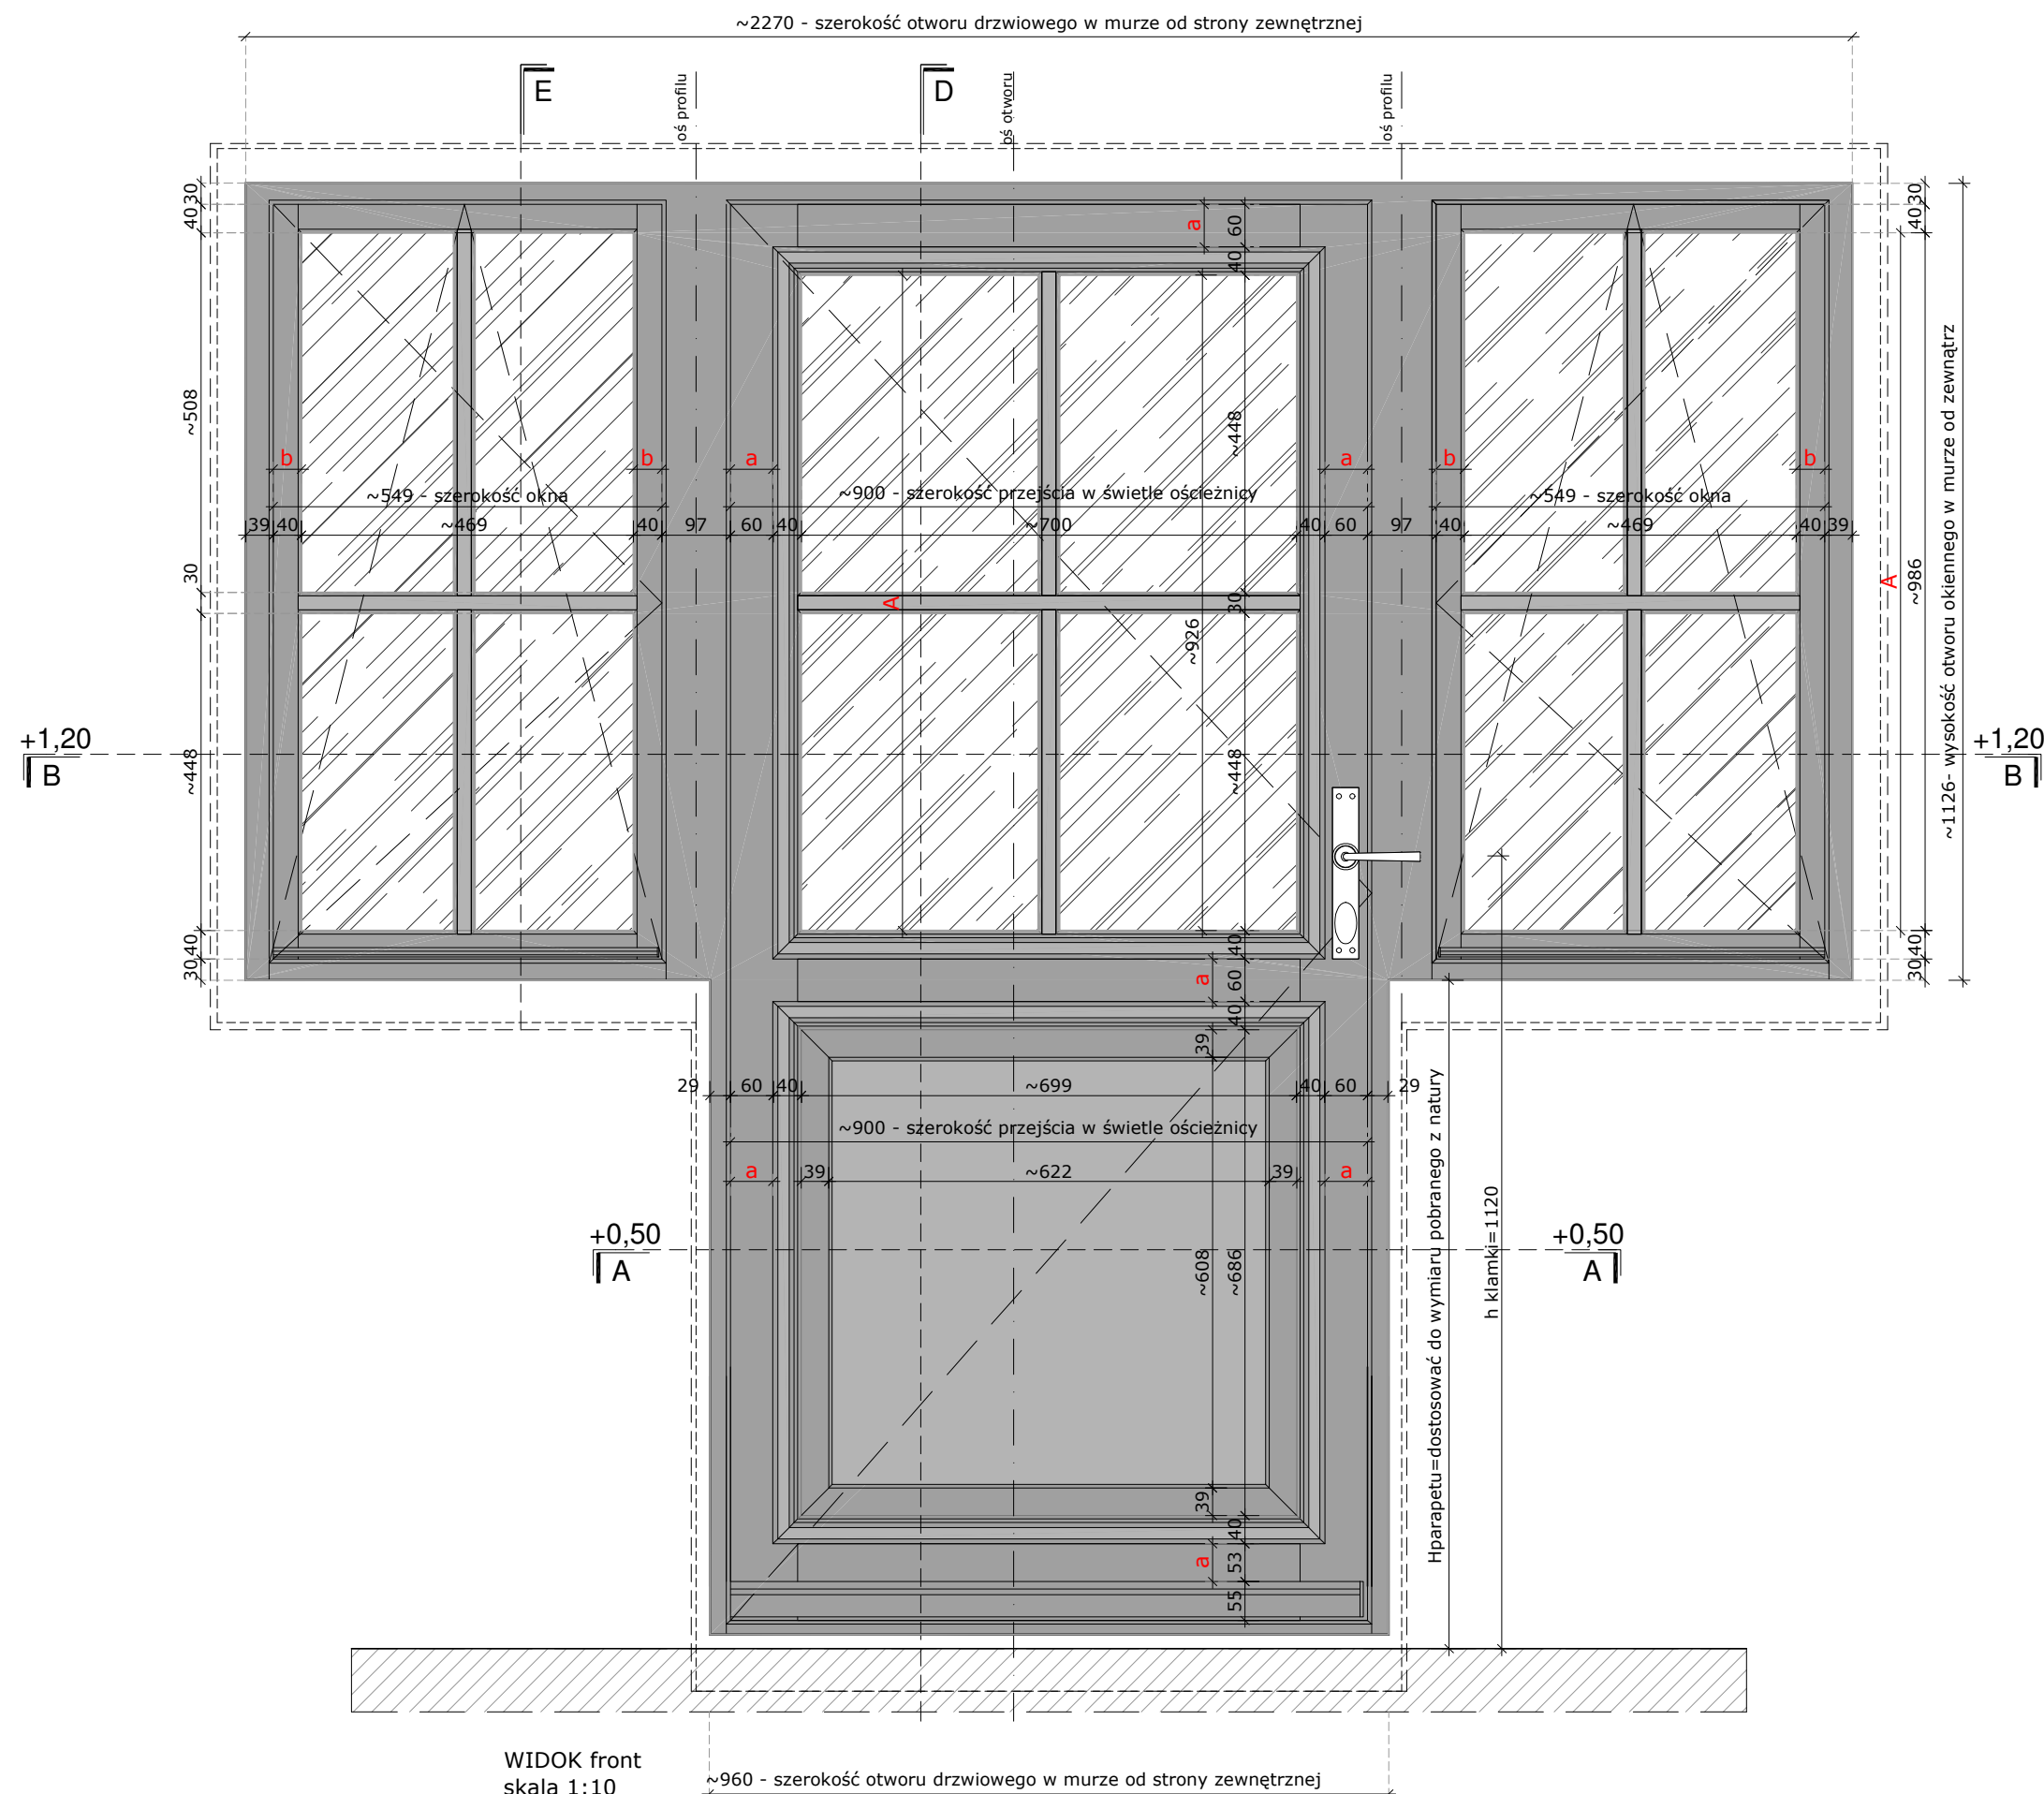 ~2270 - szerokość otworu drzwiowego w murze od strony zewnętrznej
E
oś profilu
D
oś otworu
oś profilu
30
40
~508
30
~448
40
30
a
60
40
~448
30
~448
~926
A
40
60
a
40
30
40
~986
A
40
30
~1126- wysokość otworu okiennego w murze od zewnątrz
b
b
a
a
b
b
~549 - szerokość okna
~900 - szerokość przejścia w świetle ościeżnicy
~549 - szerokość okna
39
40
~469
40
97
60
40
~700
40
60
97
40
~469
40
39
+1,20
B
+1,20
B
39
29
60
40
~699
40
60
29
~900 - szerokość przejścia w świetle ościeżnicy
a
39
~622
39
a
+0,50
A
+0,50
A
~608
~686
39
40
a
53
55
Hparapetu=dostosować do wymiaru pobranego z natury
h klamki=1120
WIDOK front
skala 1:10
~960 - szerokość otworu drzwiowego w murze od strony zewnętrznej